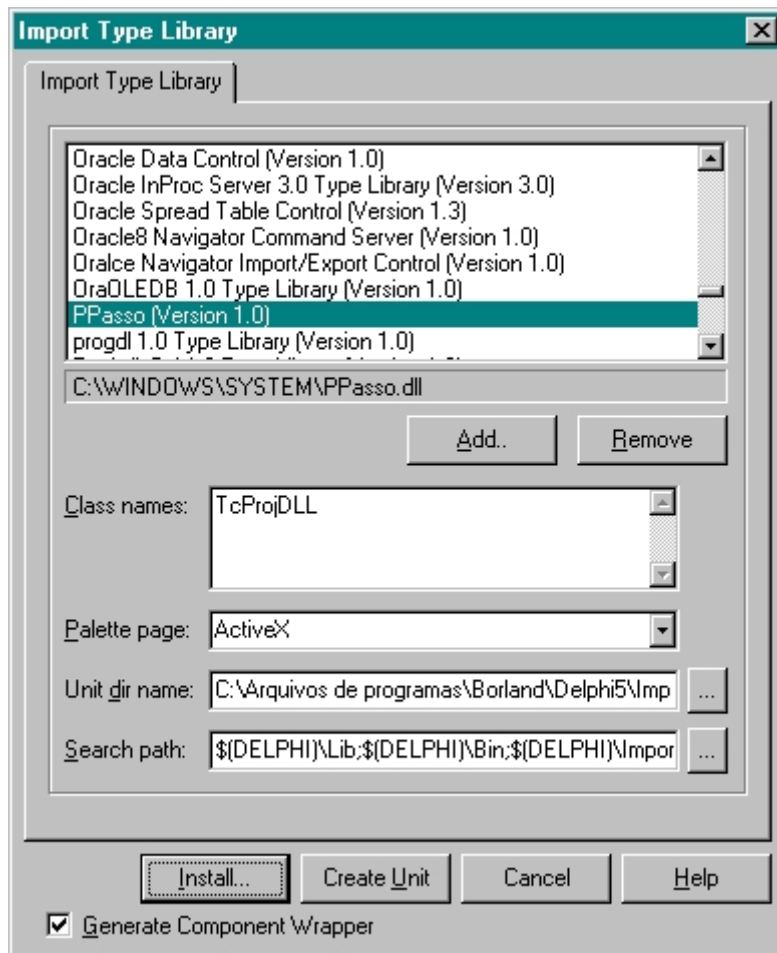 Import Type Library
Import Type Library
Oracle Data Control (Version 1.0)
Oracle InProc Server 3.0 Type Library (Version 3.0)
Oracle Spread Table Control (Version 1.3)
Oracle8 Navigator Command Server (Version 1.0)
Oralce Navigator Import/Export Control (Version 1.0)
OraOLEDB 1.0 Type Library (Version 1.0)
PPasso (Version 1.0)
progdl 1.0 Type Library (Version 1.0)
C:\WINDOWS\SYSTEM\PPasso.dll
Add.. Remove
Class names: TcProjDLL
Palette page: ActiveX
Unit dir name: C:\Arquivos de programas\Borland\Delphi5\Imp ...
Search path: $(DELPHI)\Lib;$(DELPHI)\Bin;$(DELPHI)\Impor ...
Install... Create Unit Cancel Help
Generate Component Wrapper